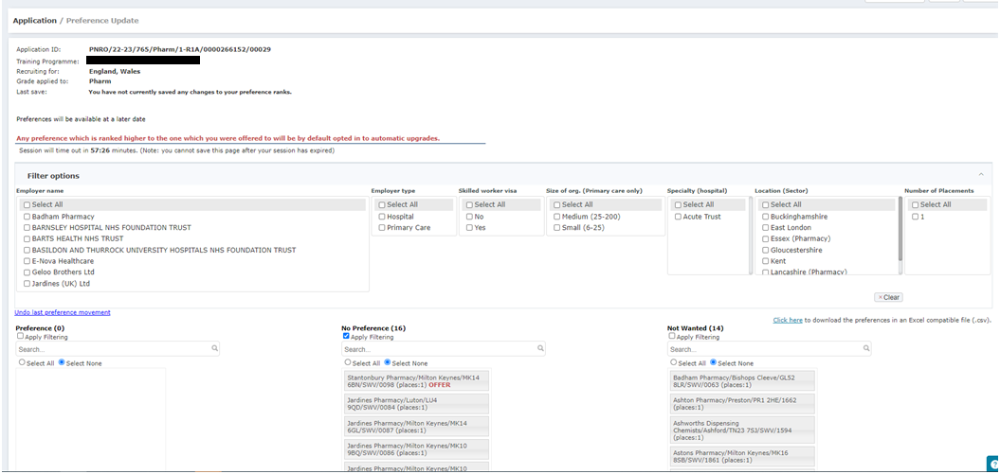 Application / Preference Update
Application ID: PNRO/22-23/765/Pharm/1-R1A/0000266152/00029
Training Programme:
Recruiting for: England, Wales
Grade applied to: Pharm
Last save: You have not currently saved any changes to your preference ranks.
Preferences will be available at a later date
Any preference which is ranked higher to the one which you were offered to will be by default opted in to automatic upgrades.
Session will time out in 57:26 minutes. (Note: you cannot save this page after your session has expired)
Filter options
Employer name
Select All
Badham Pharmacy
BARNSLEY HOSPITAL NHS FOUNDATION TRUST
BARTS HEALTH NHS TRUST
BASILDON AND THURROCK UNIVERSITY HOSPITALS NHS FOUNDATION TRUST
E-Nova Healthcare
Geloo Brothers Ltd
Jardines (UK) Ltd
Employer type
Select All
Hospital
Primary Care
Skilled worker visa
Select All
No
Yes
Size of org. (Primary care only)
Select All
Medium (25-200)
Small (6-25)
Specialty (hospital)
Select All
Acute Trust
Location (Sector)
Select All
Buckinghamshire
East London
Essex (Pharmacy)
Gloucestershire
Kent
Lancashire (Pharmacy)
Number of Placements
Select All
1
× Clear
Undo last preference movement
Click here to download the preferences in an Excel compatible file (.csv).
Preference (0)
Apply Filtering
Search...
Select All Select None
No Preference (16)
Apply Filtering
Search...
Select All Select None
Stantonbury Pharmacy/Milton Keynes/MK14
6BN/SWV/0098 (places:1) OFFER
Jardines Pharmacy/Luton/LU4
9QD/SWV/0084 (places:1)
Jardines Pharmacy/Milton Keynes/MK14
6GL/SWV/0087 (places:1)
Jardines Pharmacy/Milton Keynes/MK10
9BQ/SWV/0086 (places:1)
Jardines Pharmacy/Milton Keynes/MK10
Not Wanted (14)
Apply Filtering
Search...
Select All Select None
Badham Pharmacy/Bishops Cleeve/GL52
8LR/SWV/0063 (places:1)
Ashton Pharmacy/Preston/PR1 2HE/1662
(places:1)
Ashworths Dispensing
Chemists/Ashford/TN23 7SJ/SWV/1594
(places:1)
Astons Pharmacy/Milton Keynes/MK16
8SB/SWV/1861 (places:1)